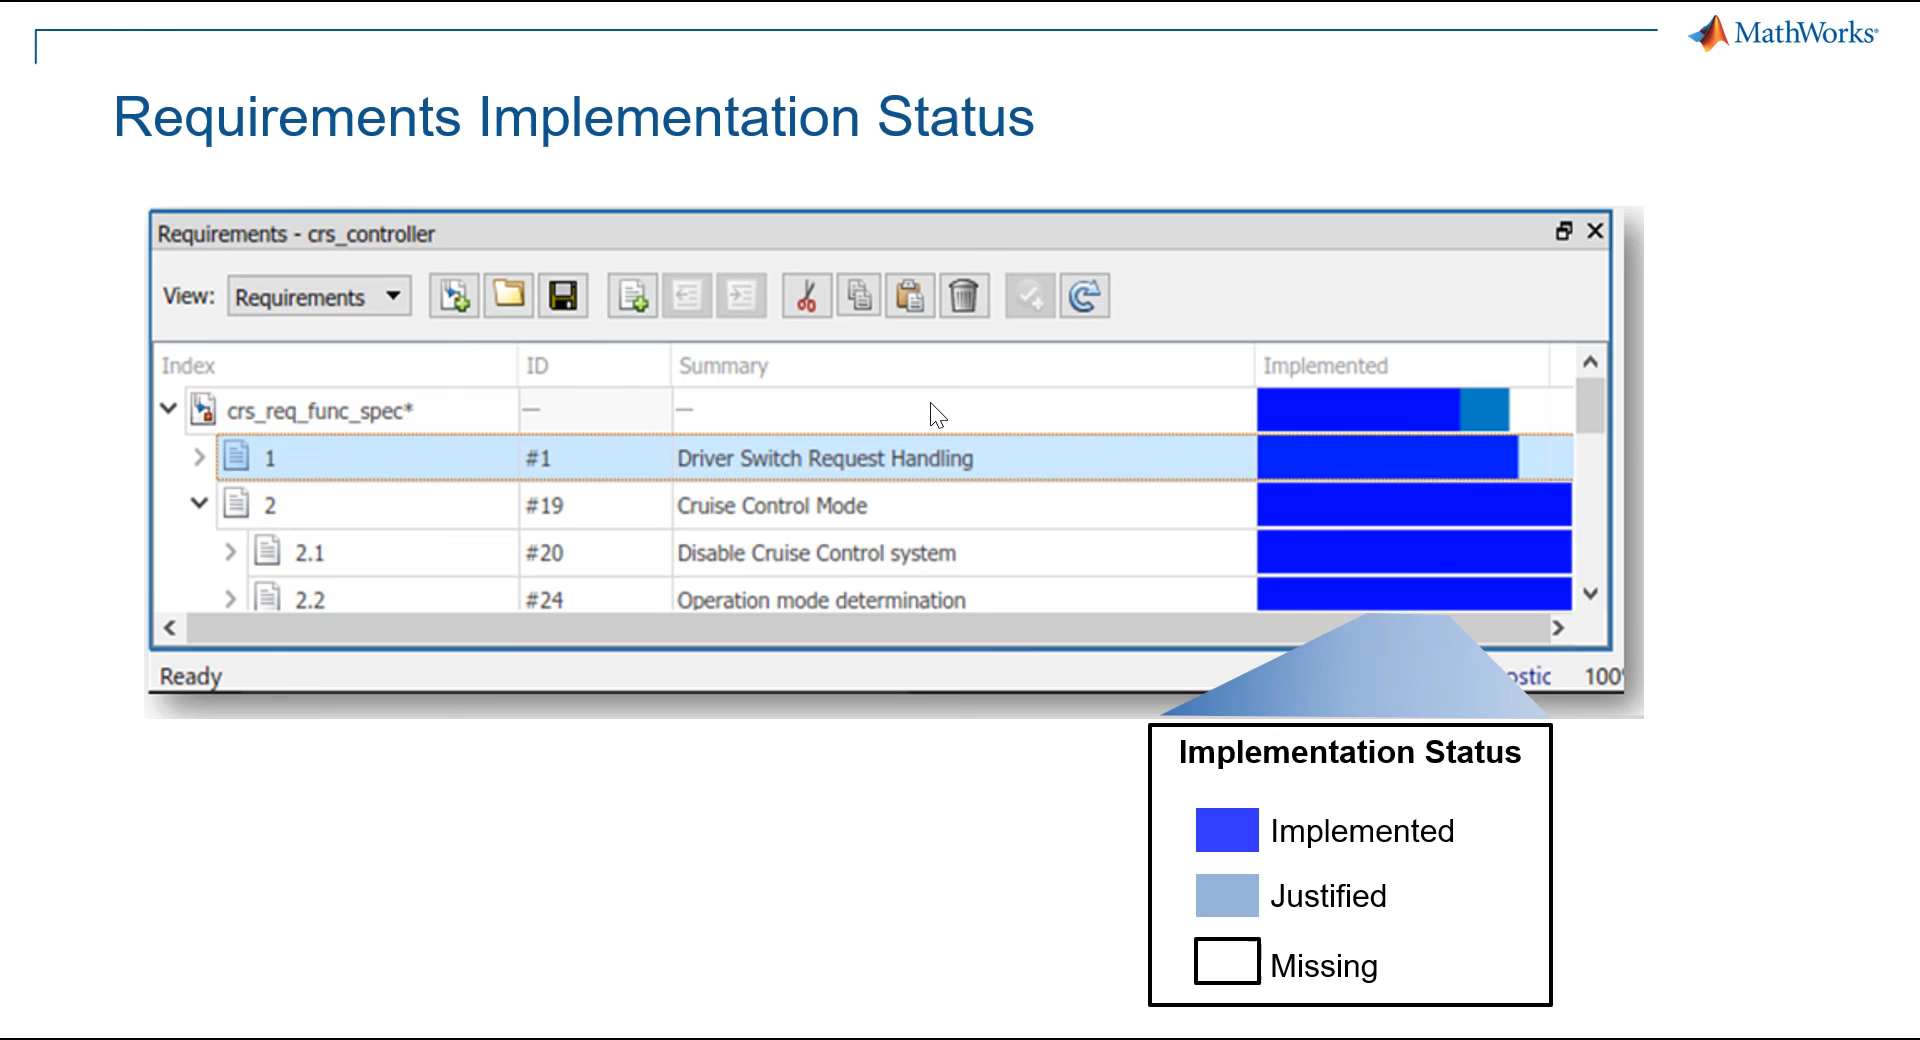 MathWorks
Requirements Implementation Status
Requirements - crs_controller
View: Requirements
Index ID Summary Implemented
crs_req_func_spec* — —
1 #1 Driver Switch Request Handling
2 #19 Cruise Control Mode
2.1 #20 Disable Cruise Control system
2.2 #24 Operation mode determination
Ready ostic 100%
Implementation Status
Implemented
Justified
Missing